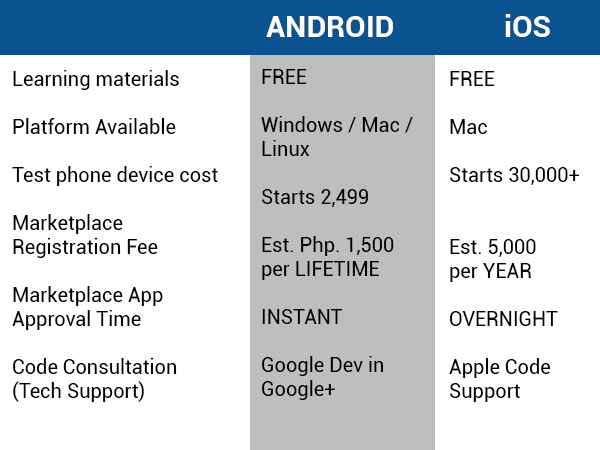 ANDROID iOS
Learning materials FREE FREE
Platform Available Windows / Mac / Mac
Linux
Test phone device cost Starts 2,499 Starts 30,000+
Marketplace Est. Php. 1,500 Est. 5,000
Registration Fee per LIFETIME per YEAR
Marketplace App INSTANT OVERNIGHT
Approval Time
Code Consultation Google Dev in Apple Code
(Tech Support) Google+ Support